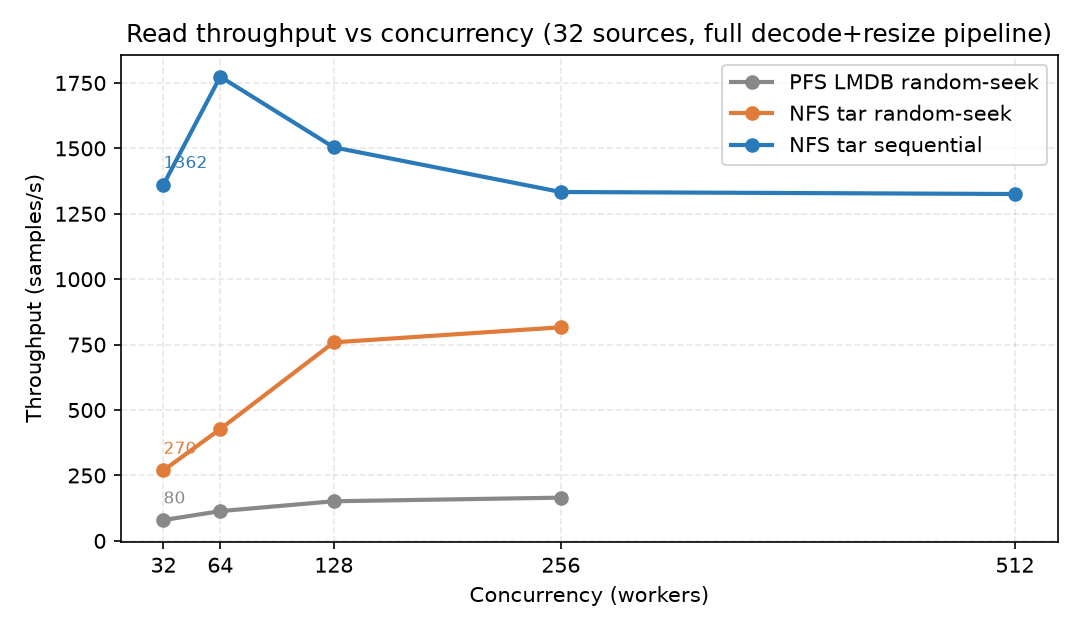 Read throughput vs concurrency (32 sources, full decode+resize pipeline)
PFS LMDB random-seek
NFS tar random-seek
NFS tar sequential
Throughput (samples/s)
1750
1500
1250
1000
750
500
250
0
1362
270
80
32
64
128
256
512
Concurrency (workers)